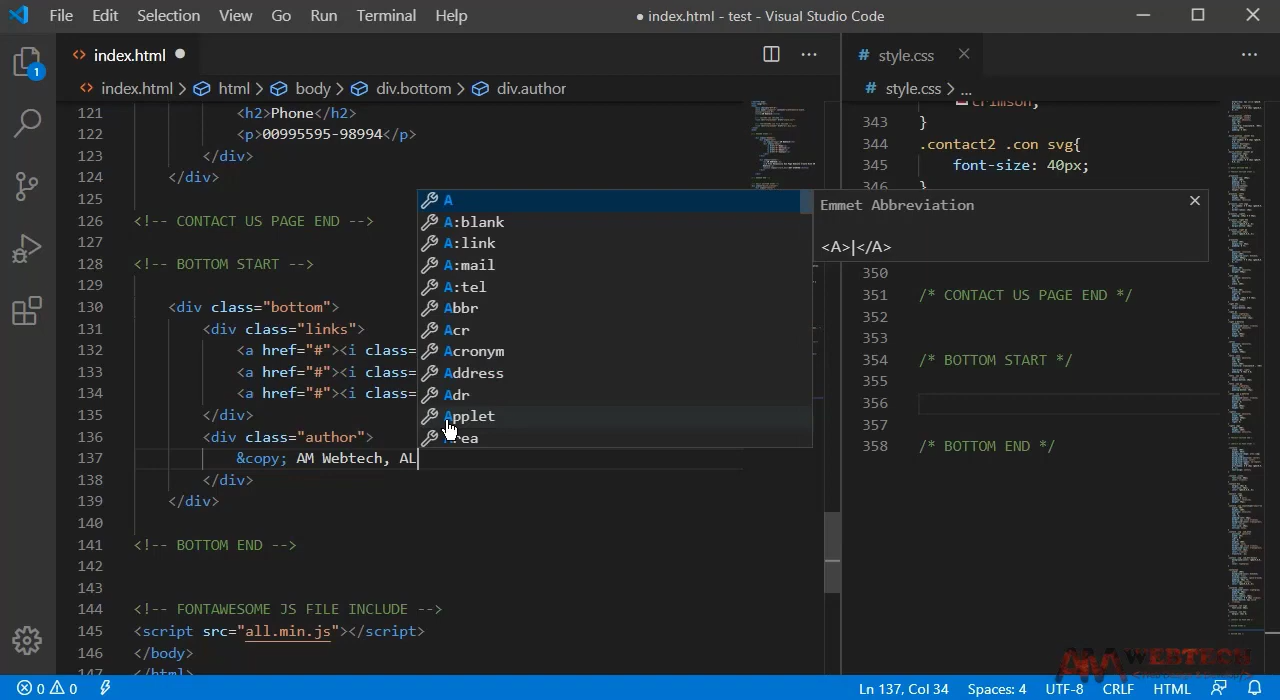 File Edit Selection View Go Run Terminal Help
● index.html - test - Visual Studio Code
1
index.html ●
index.html > html > body > div.bottom > div.author
121 <h2>Phone</h2>
122 <p>00995595-98994</p>
123 </div>
124 </div>
125
126 <!-- CONTACT US PAGE END -->
127
128 <!-- BOTTOM START -->
129
130 <div class="bottom">
131 <div class="links">
132 <a href="#"><i class=
133 <a href="#"><i class=
134 <a href="#"><i class=
135 </div>
136 <div class="author">
137 &copy; AM Webtech, AL
138 </div>
139 </div>
140
141 <!-- BOTTOM END -->
142
143
144 <!-- FONTAWESOME JS FILE INCLUDE -->
145 <script src="all.min.js"></script>
146 </body>
147 </html>
A
A:blank
A:link
A:mail
A:tel
Abbr
Acr
Acronym
Address
Adr
Applet
Area
Emmet Abbreviation
<A>|</A>
# style.css
# style.css > ...
crimson;
343 }
344 .contact2 .con svg{
345 font-size: 40px;
346 }
350
351 /* CONTACT US PAGE END */
352
353
354 /* BOTTOM START */
355
356
357
358 /* BOTTOM END */
AM WEBTECH
0 0
Ln 137, Col 34 Spaces: 4 UTF-8 CRLF HTML